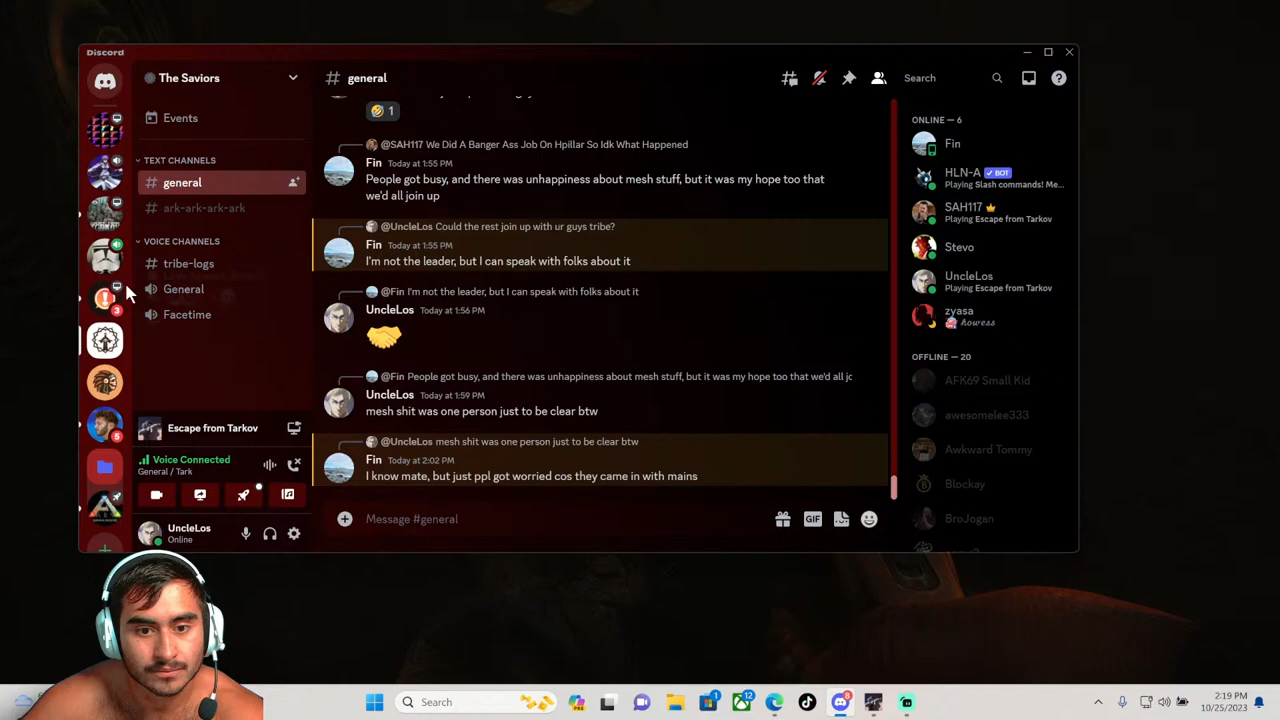 Discord
The Saviors
general
Search
Events
TEXT CHANNELS
general
ark-ark-ark-ark
VOICE CHANNELS
tribe-logs
General
Facetime
Escape from Tarkov
Voice Connected
General / Tark
UncleLos
Online
3
5
1
@SAH117 We Did A Banger Ass Job On Hpillar So Idk What Happened
Fin Today at 1:55 PM
People got busy, and there was unhappiness about mesh stuff, but it was my hope too that
we'd all join up
@UncleLos Could the rest join up with ur guys tribe?
Fin Today at 1:55 PM
I'm not the leader, but I can speak with folks about it
@Fin I'm not the leader, but I can speak with folks about it
UncleLos Today at 1:56 PM
@Fin People got busy, and there was unhappiness about mesh stuff, but it was my hope too that we'd all jc
UncleLos Today at 1:59 PM
mesh shit was one person just to be clear btw
@UncleLos mesh shit was one person just to be clear btw
Fin Today at 2:02 PM
I know mate, but just ppl got worried cos they came in with mains
Message #general
GIF
ONLINE — 6
Fin
HLN-A ✓ BOT
Playing Slash commands! Me...
SAH117
Playing Escape from Tarkov
Stevo
UncleLos
Playing Escape from Tarkov
zyasa
howess
OFFLINE — 20
AFK69 Small Kid
awesomelee333
Awkward Tommy
Blockay
BroJogan
Search
1
12
8
2:19 PM
10/25/2023